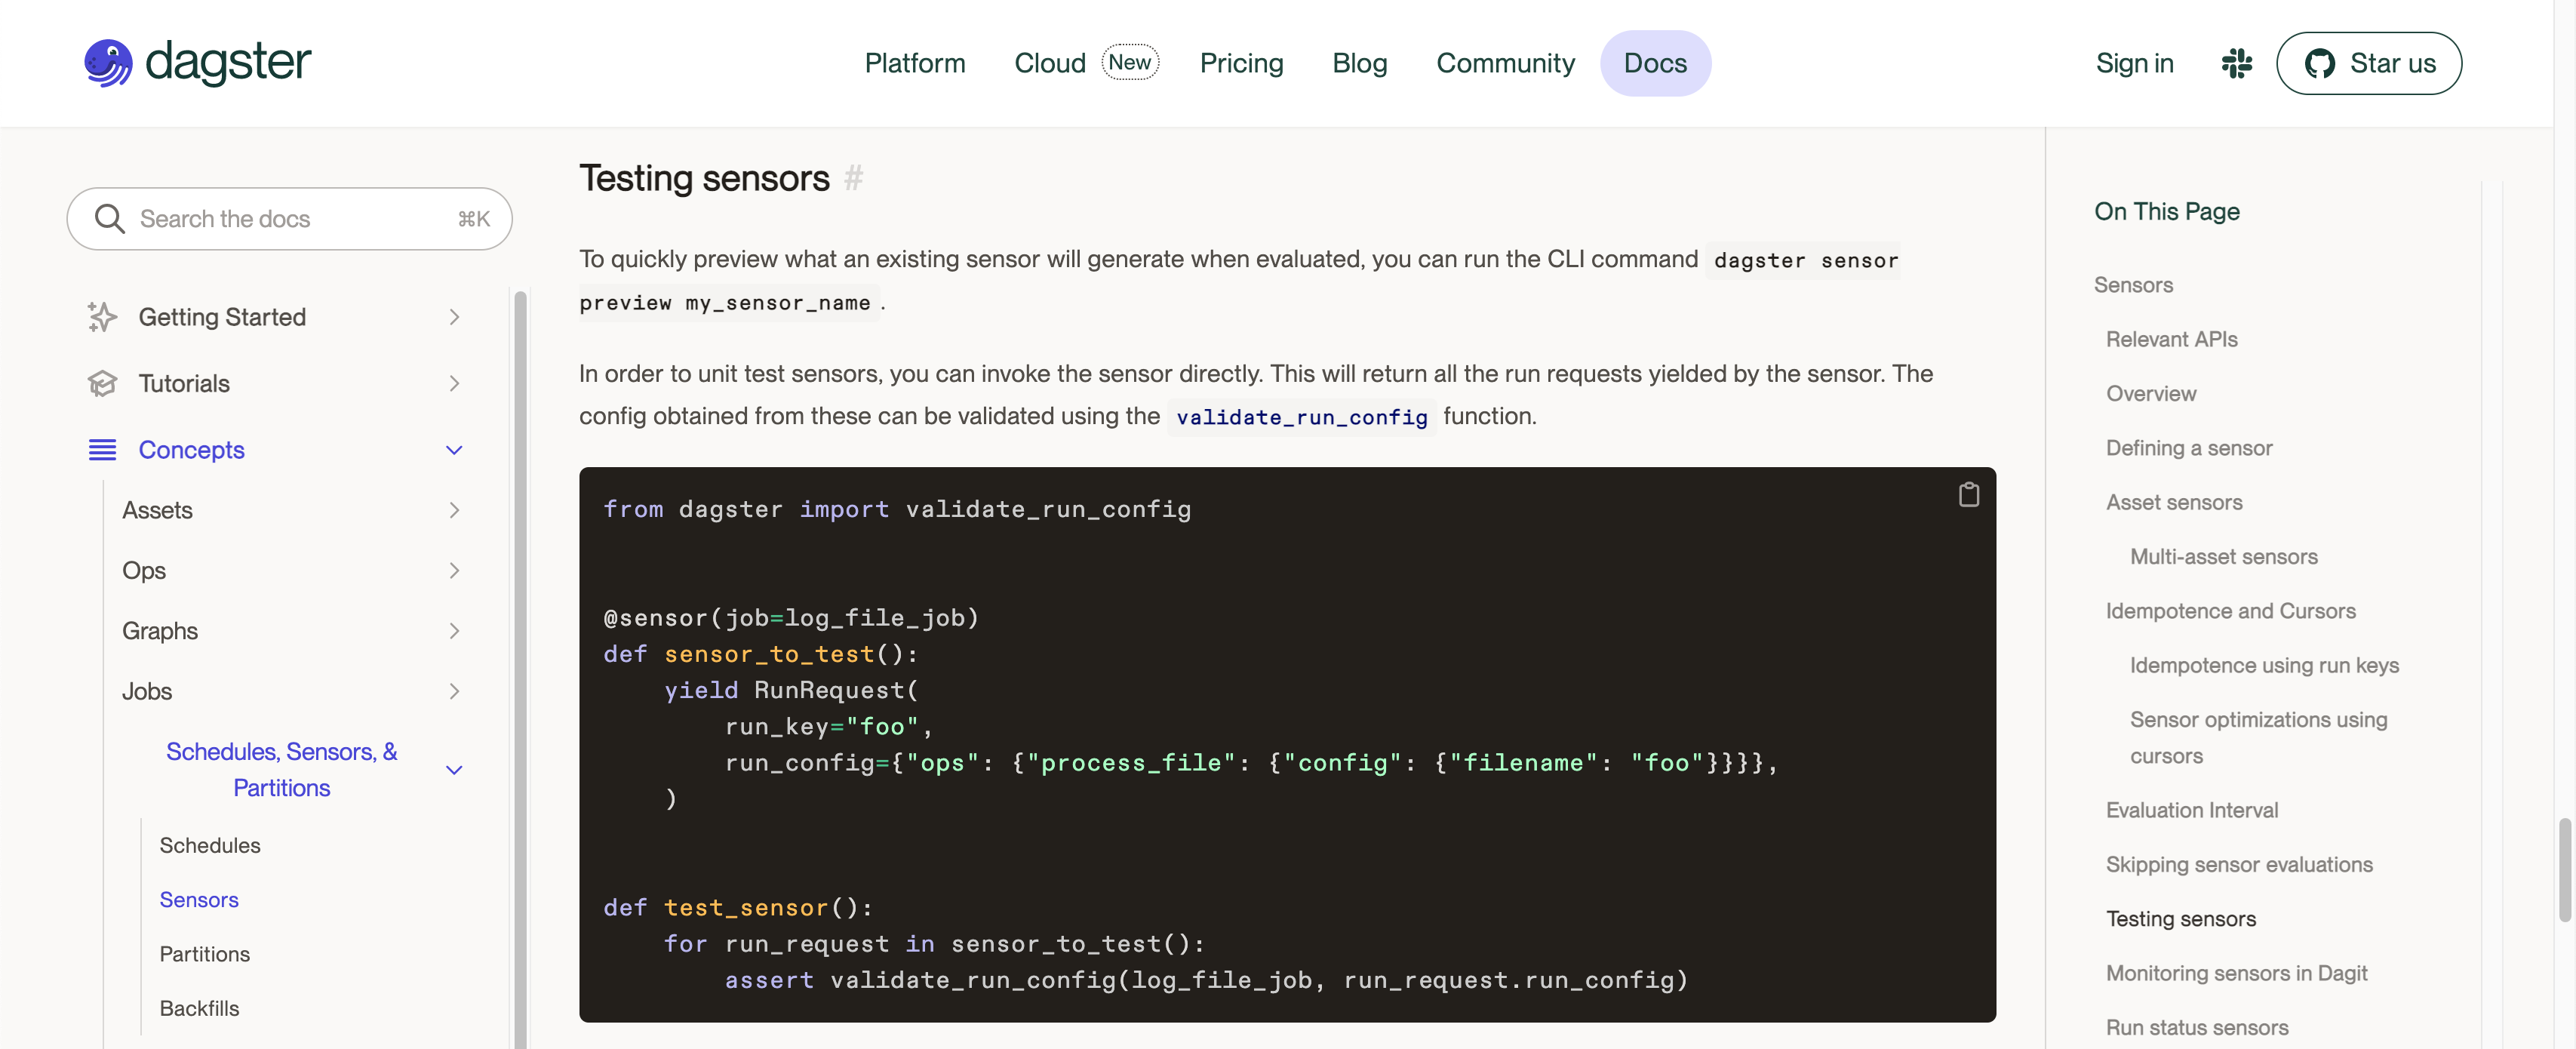 dagster
Platform
Cloud
New
Pricing
Blog
Community
Docs
Sign in
Star us
Search the docs
⌘K
Getting Started
Tutorials
Concepts
Assets
Ops
Graphs
Jobs
Schedules, Sensors, &
Partitions
Schedules
Sensors
Partitions
Backfills
Testing sensors #
To quickly preview what an existing sensor will generate when evaluated, you can run the CLI command dagster sensor
preview my_sensor_name .
In order to unit test sensors, you can invoke the sensor directly. This will return all the run requests yielded by the sensor. The
config obtained from these can be validated using the validate_run_config function.
from dagster import validate_run_config
@sensor(job=log_file_job)
def sensor_to_test():
    yield RunRequest(
        run_key="foo",
        run_config={"ops": {"process_file": {"config": {"filename": "foo"}}}},
    )
def test_sensor():
    for run_request in sensor_to_test():
        assert validate_run_config(log_file_job, run_request.run_config)
On This Page
Sensors
Relevant APIs
Overview
Defining a sensor
Asset sensors
Multi-asset sensors
Idempotence and Cursors
Idempotence using run keys
Sensor optimizations using
cursors
Evaluation Interval
Skipping sensor evaluations
Testing sensors
Monitoring sensors in Dagit
Run status sensors